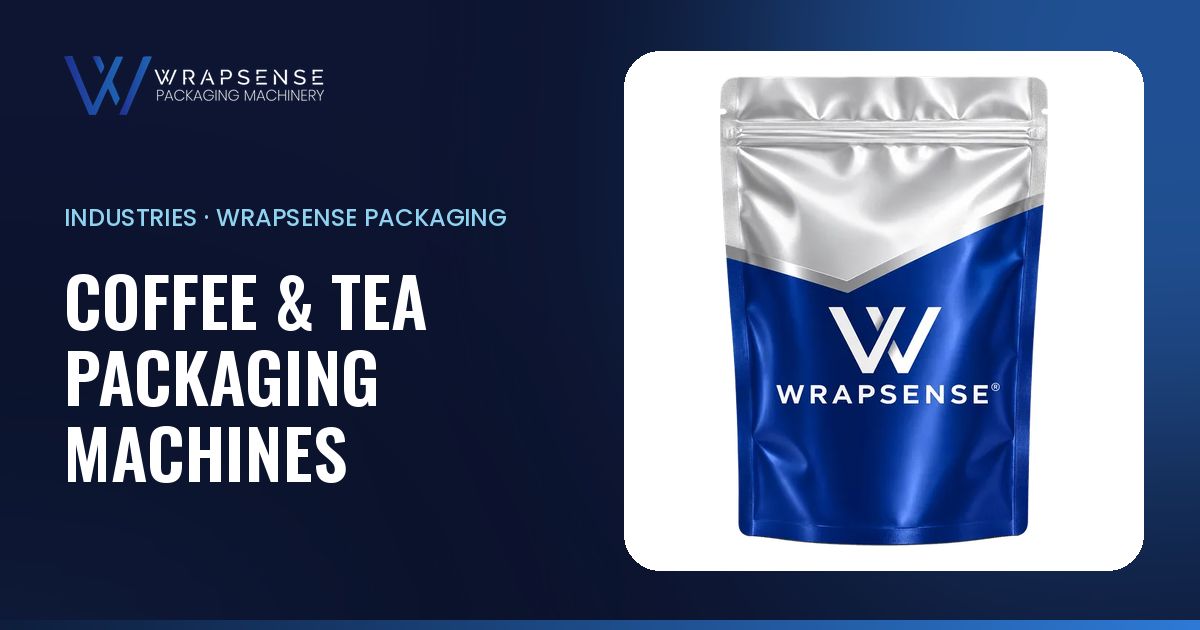 WRAPSENSE
PACKAGING MACHINERY
INDUSTRIES · WRAPSENSE PACKAGING
COFFEE & TEA
PACKAGING
MACHINES
WRAPSENSE®